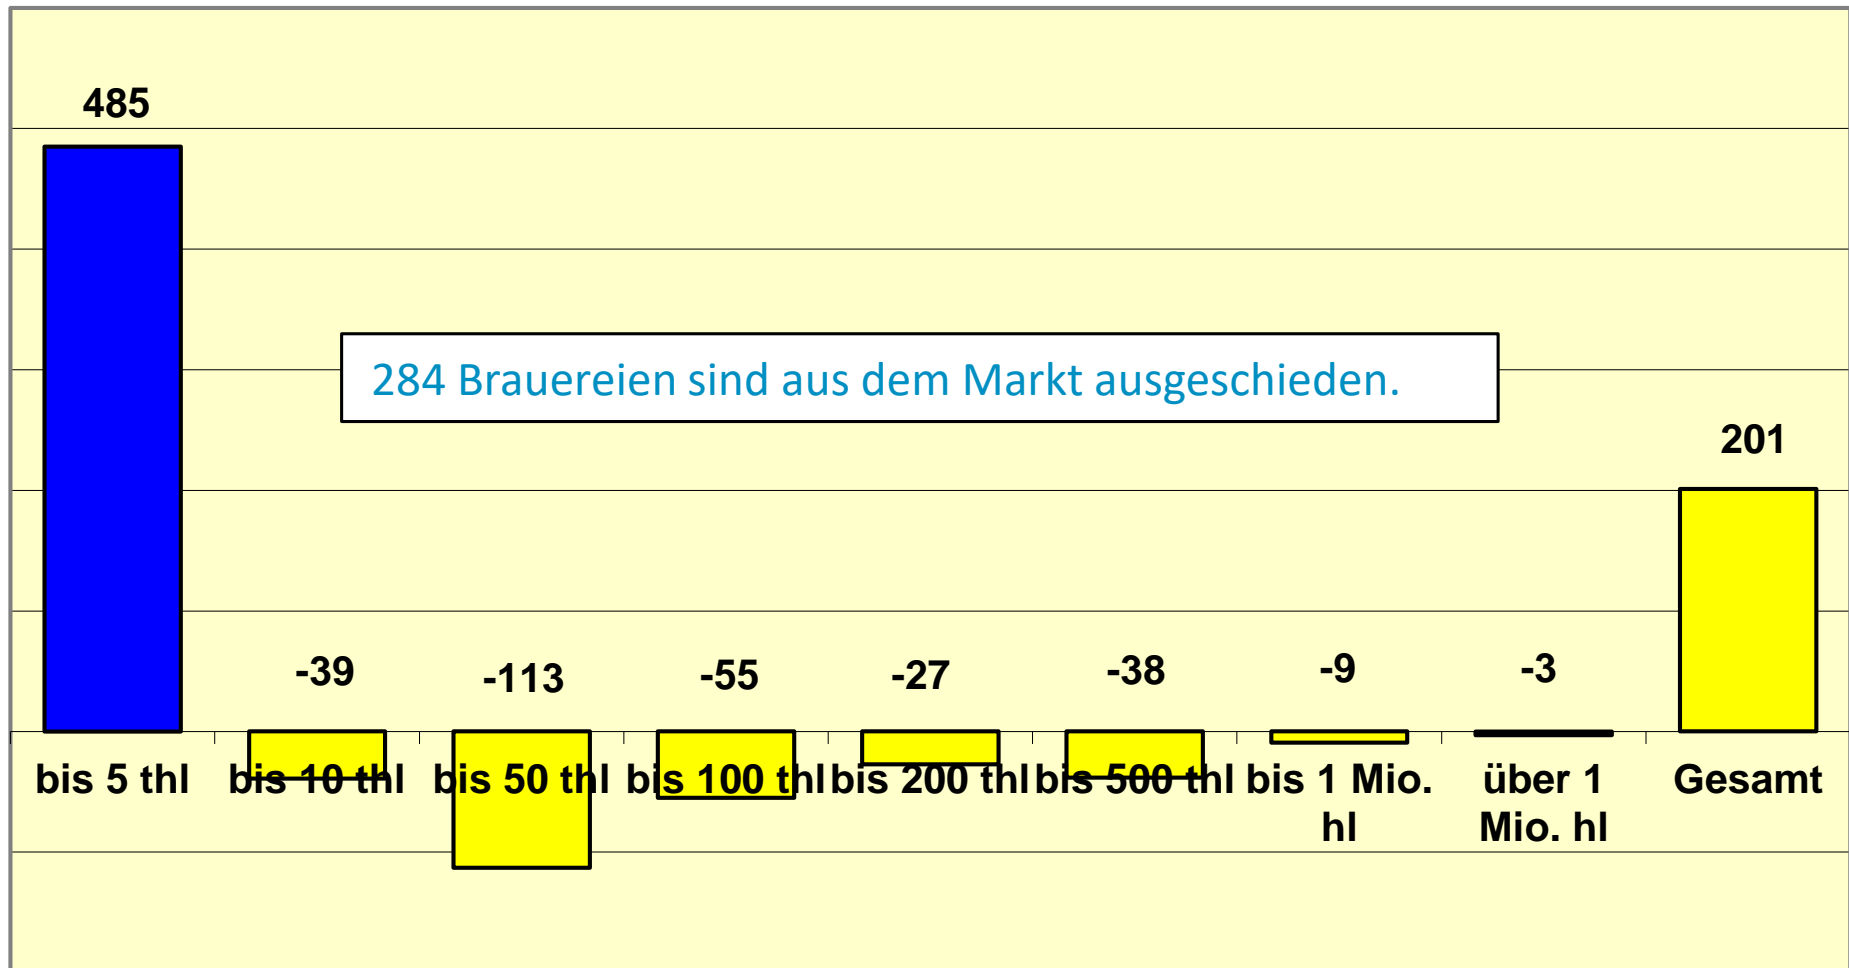 485
284 Brauereien sind aus dem Markt ausgeschieden.
201
-39
-113
-55
-27
-38
-9
-3
bis 5 thl
bis 10 thl
bis 50 thl
bis 100 thl
bis 200 thl
bis 500 thl
bis 1 Mio.
hl
über 1
Mio. hl
Gesamt